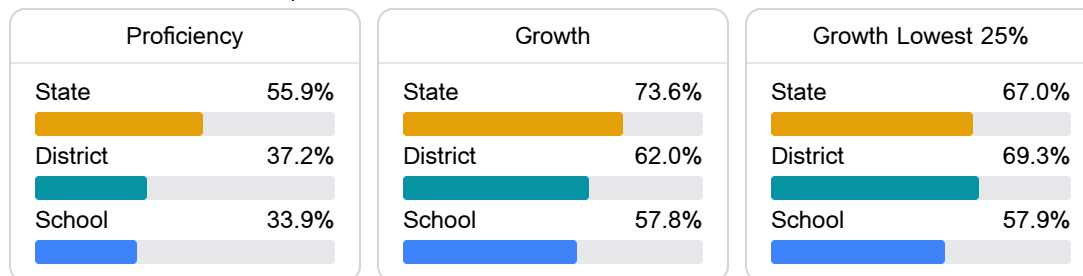 Proficiency
State 55.9%
District 37.2%
School 33.9%
Growth
State 73.6%
District 62.0%
School 57.8%
Growth Lowest 25%
State 67.0%
District 69.3%
School 57.9%